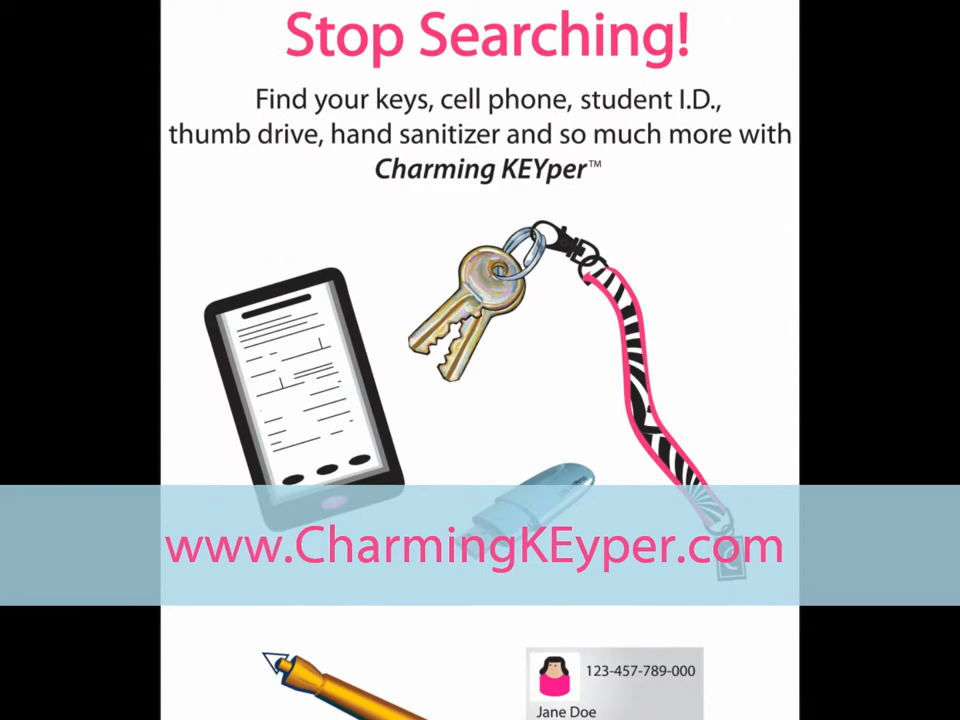 Stop Searching!
Find your keys, cell phone, student I.D.,
thumb drive, hand sanitizer and so much more with
Charming KEYper™
www.CharmingKEyper.com
123-457-789-000
Jane Doe